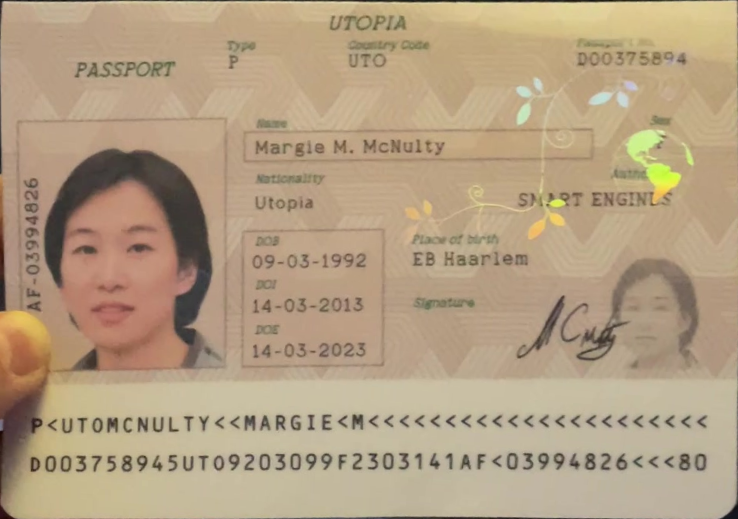 UTOPIA
PASSPORT
Type
P
Country Code
UTO
Passport No.
D00375894
Name
Margie M. McNulty
Sex
Nationality
Utopia
SMART ENGINES
DOB
09-03-1992
Place of birth
EB Haarlem
DOI
14-03-2013
Signature
DOE
14-03-2023
AF-03994826
P<UTOMCNULTY<<MARGIE<M<<<<<<<<<<<<<<<<<<<<<<
D003758945UTO9203099F2303141AF<03994826<<<80